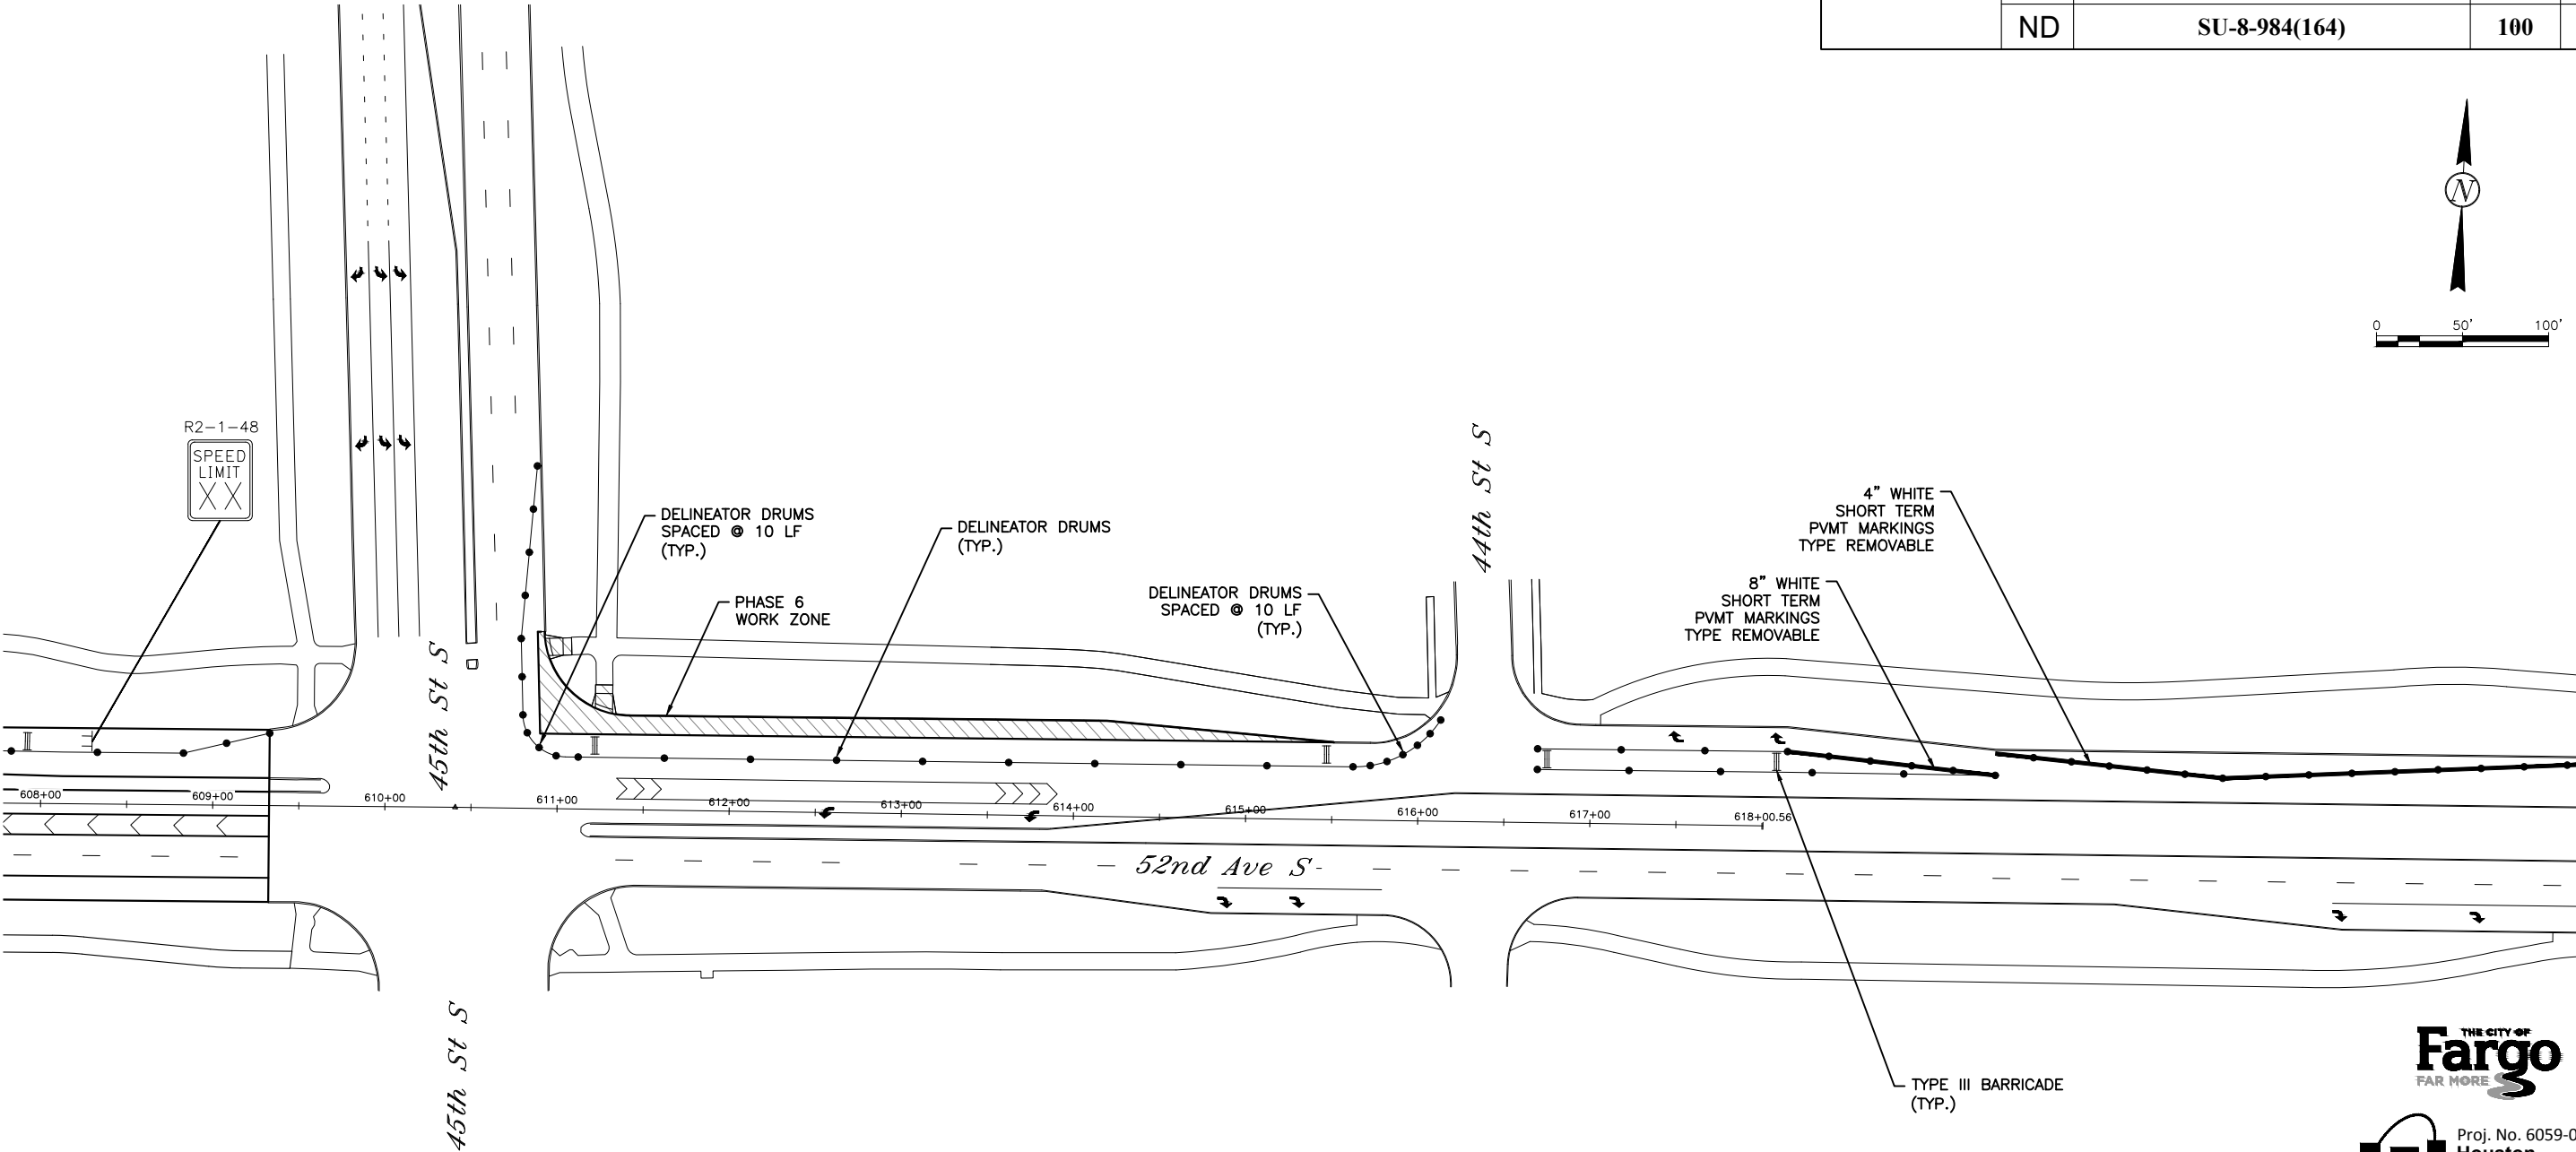 ND SU-8-984(164) 100
N
0 50' 100'
R2-1-48
SPEED
LIMIT
XX
DELINEATOR DRUMS
SPACED @ 10 LF
(TYP.)
DELINEATOR DRUMS
(TYP.)
PHASE 6
WORK ZONE
DELINEATOR DRUMS
SPACED @ 10 LF
(TYP.)
44th St S
4" WHITE
SHORT TERM
PVMT MARKINGS
TYPE REMOVABLE
8" WHITE
SHORT TERM
PVMT MARKINGS
TYPE REMOVABLE
45th St S
608+00 609+00 610+00 611+00 612+00 613+00 614+00 615+00 616+00 617+00 618+00.56
52nd Ave S
45th St S
TYPE III BARRICADE
(TYP.)
THE CITY OF
Fargo
FAR MORE
Proj. No. 6059-0
Houston